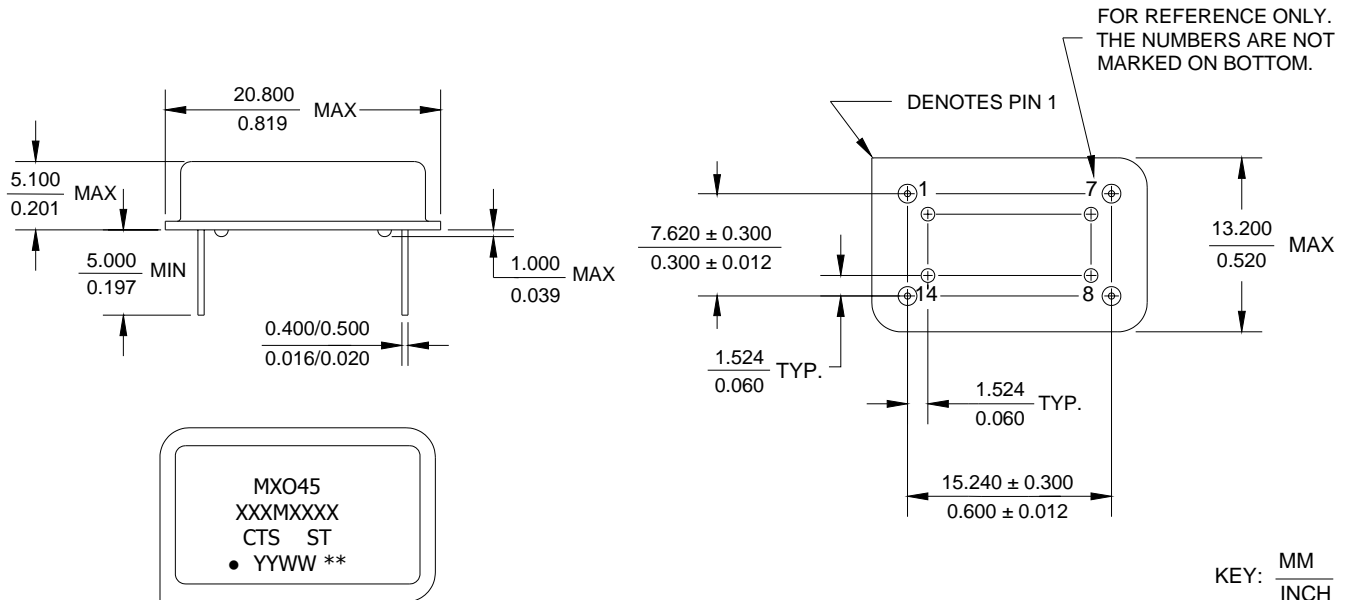 FOR REFERENCE ONLY.
THE NUMBERS ARE NOT
MARKED ON BOTTOM.
DENOTES PIN 1
20.800
0.819
MAX
5.100
0.201
MAX
5.000
0.197
MIN
1.000
0.039
MAX
0.400/0.500
0.016/0.020
1
7
14
8
7.620 ± 0.300
0.300 ± 0.012
13.200
0.520
MAX
1.524
0.060
TYP.
1.524
0.060
TYP.
15.240 ± 0.300
0.600 ± 0.012
MXO45
XXXMXXXX
CTS ST
● YYWW **
KEY: MM
INCH